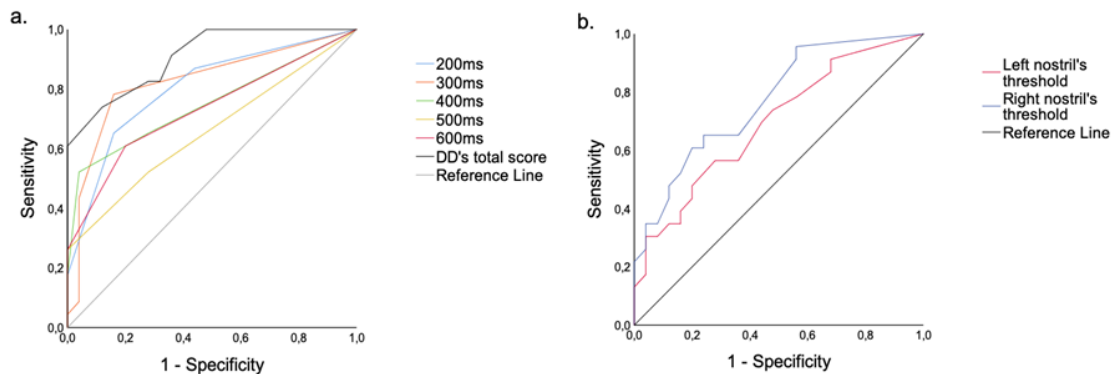 a.
1,0
0,8
0,6
0,4
0,2
0,0
Sensitivity
0,0
0,2
0,4
0,6
0,8
1,0
1 - Specificity
200ms
300ms
400ms
500ms
600ms
DD's total score
Reference Line
b.
1,0
0,8
0,6
0,4
0,2
0,0
Sensitivity
0,0
0,2
0,4
0,6
0,8
1,0
1 - Specificity
Left nostril's
threshold
Right nostril's
threshold
Reference Line